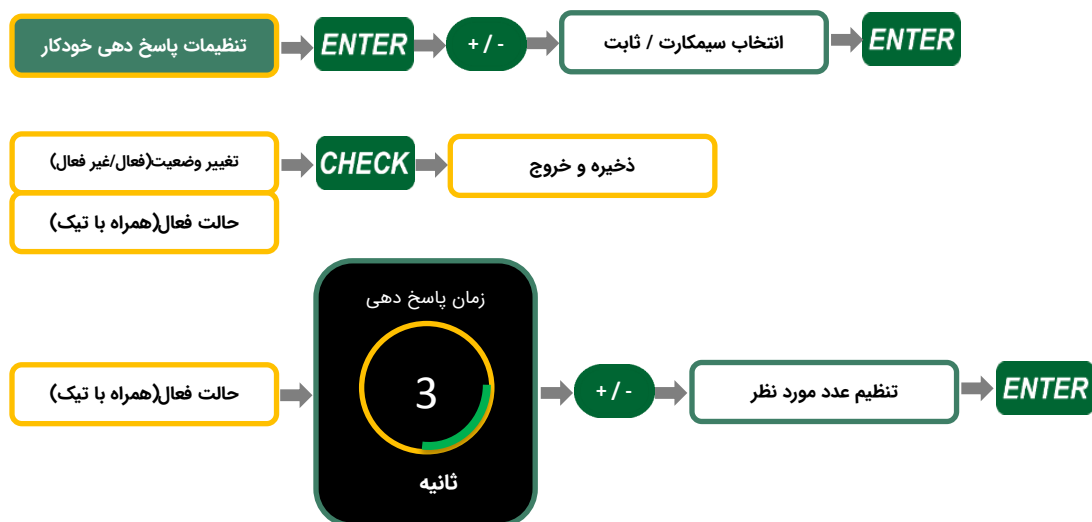 تنظیمات پاسخ دهی خودکار
ENTER
+ / -
انتخاب سیمکارت / ثابت
ENTER
تغییر وضعیت(فعال/غیر فعال)
CHECK
ذخیره و خروج
حالت فعال(همراه با تیک)
زمان پاسخ دهی
3
ثانیه
حالت فعال(همراه با تیک)
+ / -
تنظیم عدد مورد نظر
ENTER